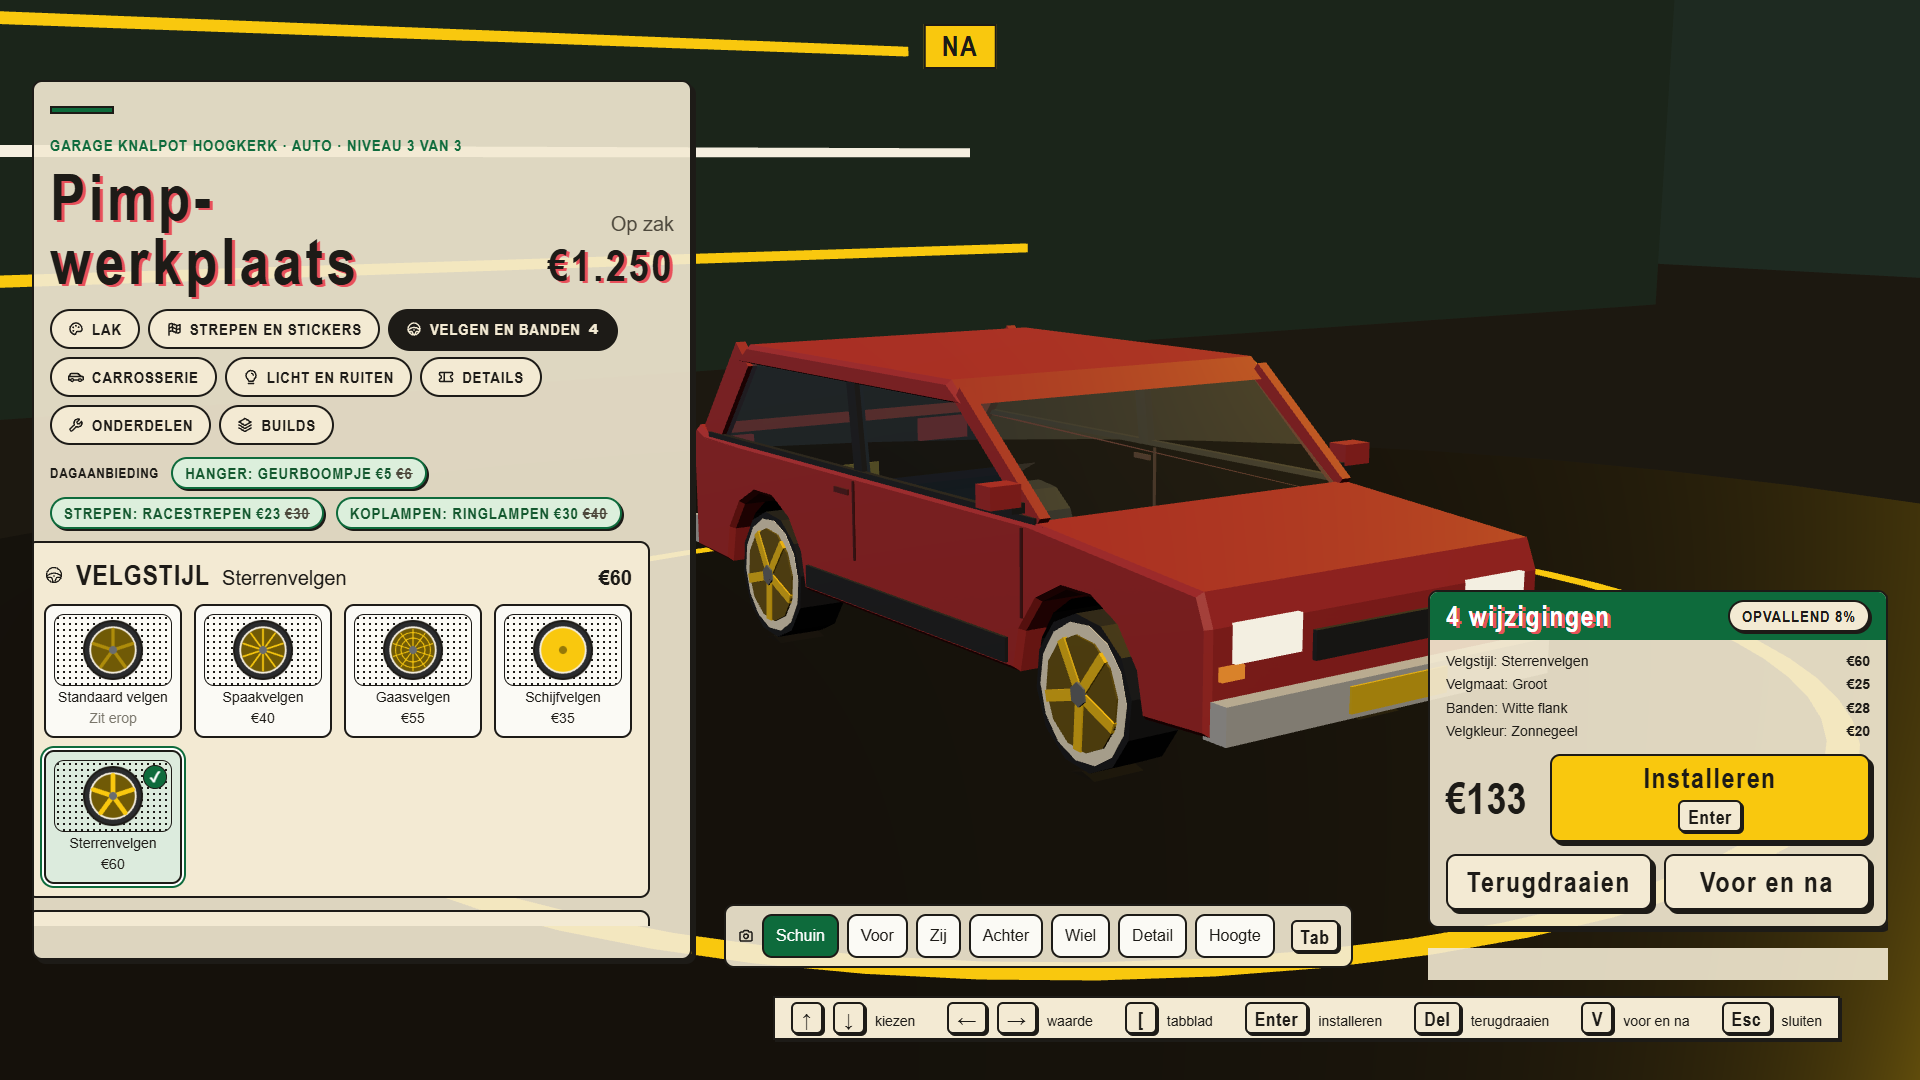 NA
GARAGE KNALPOT HOOGKERK · AUTO · NIVEAU 3 VAN 3
Pimp-
werkplaats
Op zak
€1.250
LAK
STREPEN EN STICKERS
VELGEN EN BANDEN 4
CARROSSERIE
LICHT EN RUITEN
DETAILS
ONDERDELEN
BUILDS
DAGAANBIEDING
HANGER: GEURBOOMPJE €5 €6
STREPEN: RACESTREPEN €23 €30
KOPLAMPEN: RINGLAMPEN €30 €40
VELGSTIJL Sterrenvelgen €60
Standaard velgen
Zit erop
Spaakvelgen
€40
Gaasvelgen
€55
Schijfvelgen
€35
Sterrenvelgen
€60
4 wijzigingen
OPVALLEND 8%
Velgstijl: Sterrenvelgen €60
Velgmaat: Groot €25
Banden: Witte flank €28
Velgkleur: Zonnegeel €20
€133
Installeren
Enter
Terugdraaien
Voor en na
Schuin Voor Zij Achter Wiel Detail Hoogte Tab
↑ ↓ kiezen ← → waarde [ tabblad Enter installeren Del terugdraaien V voor en na Esc sluiten